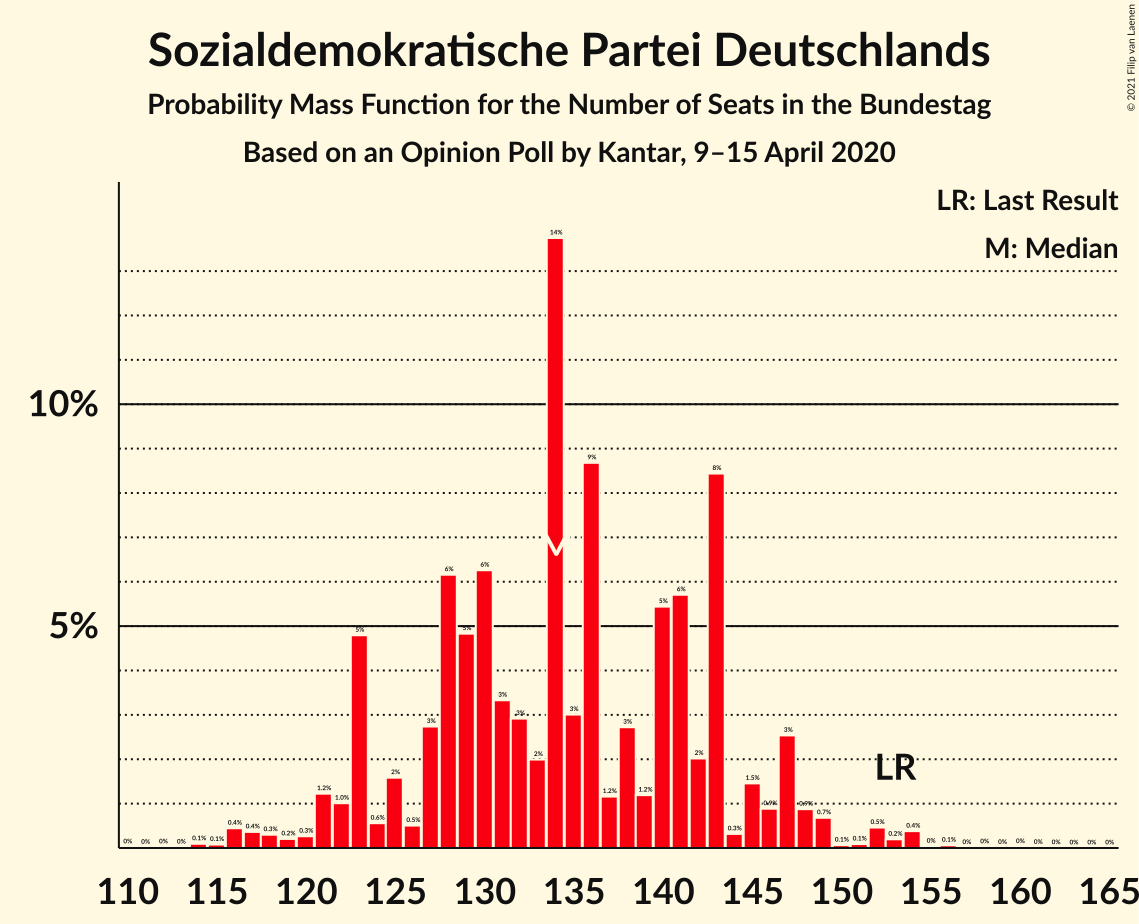 Sozialdemokratische Partei Deutschlands
Probability Mass Function for the Number of Seats in the Bundestag
Based on an Opinion Poll by Kantar, 9–15 April 2020
© 2021 Filip van Laenen
LR: Last Result
M: Median
10%
5%
0% 0% 0% 0% 0.1% 0.1% 0.4% 0.4% 0.3% 0.2% 0.3% 1.2% 1.0% 5% 0.6% 2% 0.5% 3% 6% 5% 6% 3% 3% 2% 14% 3% 9% 1.2% 3% 1.2% 5% 6% 2% 8% 0.3% 1.5% 0.9% 3% 0.9% 0.7% 0.1% 0.1% 0.5% 0.2% 0.4% 0% 0.1% 0% 0% 0% 0% 0% 0% 0% 0% 0%
LR
110 115 120 125 130 135 140 145 150 155 160 165